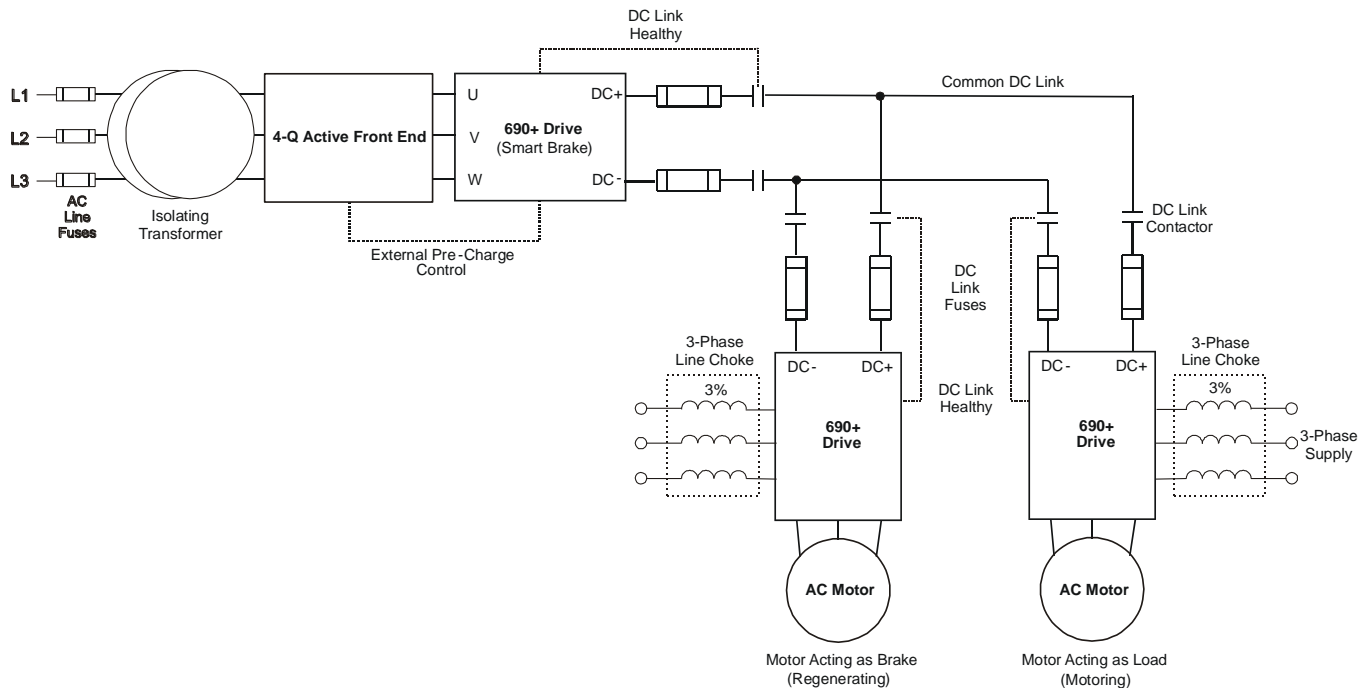 DC Link
Healthy
L1
L2
L3
AC
Line
Fuses
Isolating
Transformer
4-Q Active Front End
U
V
W
690+ Drive
(Smart Brake)
DC+
DC-
External Pre-Charge
Control
Common DC Link
DC Link
Contactor
DC
Link
Fuses
DC Link
Healthy
3-Phase
Line Choke
3%
DC-
DC+
690+
Drive
AC Motor
Motor Acting as Brake
(Regenerating)
DC-
DC+
690+
Drive
3-Phase
Line Choke
3%
3-Phase
Supply
AC Motor
Motor Acting as Load
(Motoring)